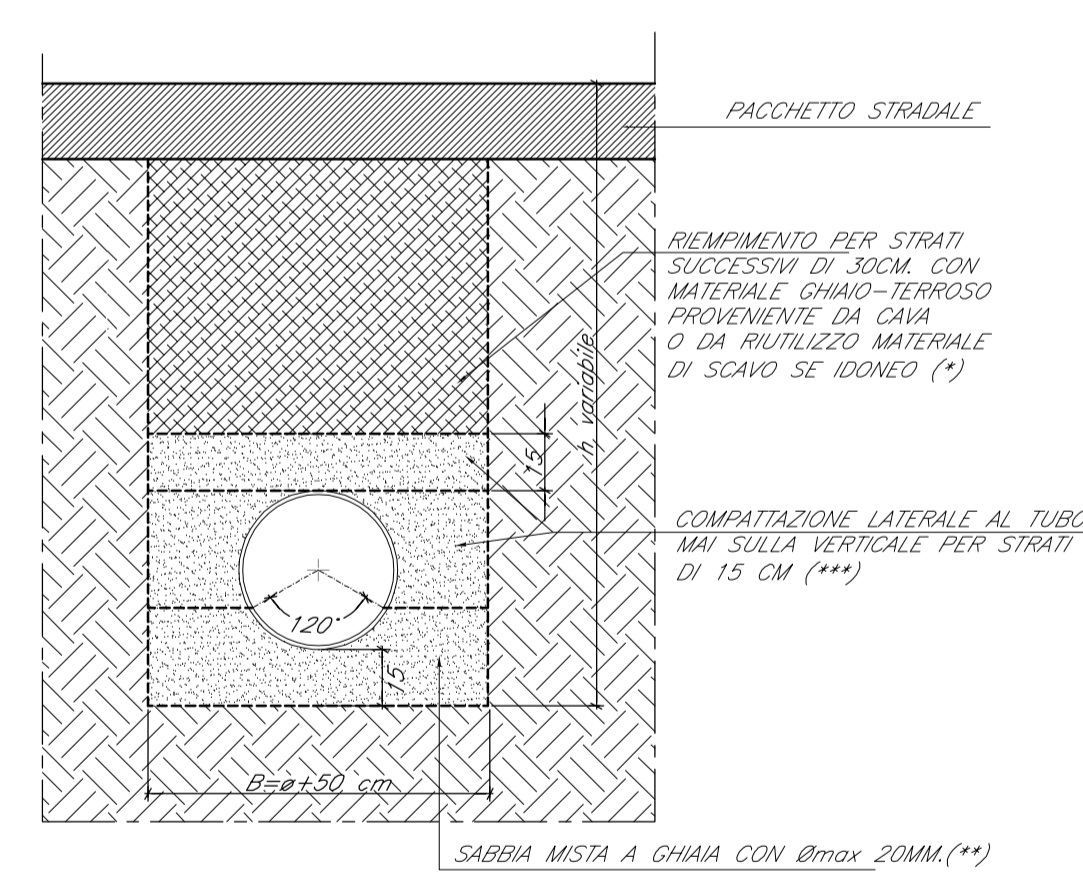 PACCHETTO STRADALE
RIEMPIMENTO PER STRATI
SUCCESSIVI DI 30CM. CON
MATERIALE GHIAIO-TERROSO
PROVENIENTE DA CAVA
O DA RIUTILIZZO MATERIALE
DI SCAVO SE IDONEO (*)
h variabile
15
COMPATTAZIONE LATERALE AL TUBO
MAI SULLA VERTICALE PER STRATI
DI 15 CM (***)
120°
15
B=ø+50 cm
SABBIA MISTA A GHIAIA CON Ømax 20MM.(**)